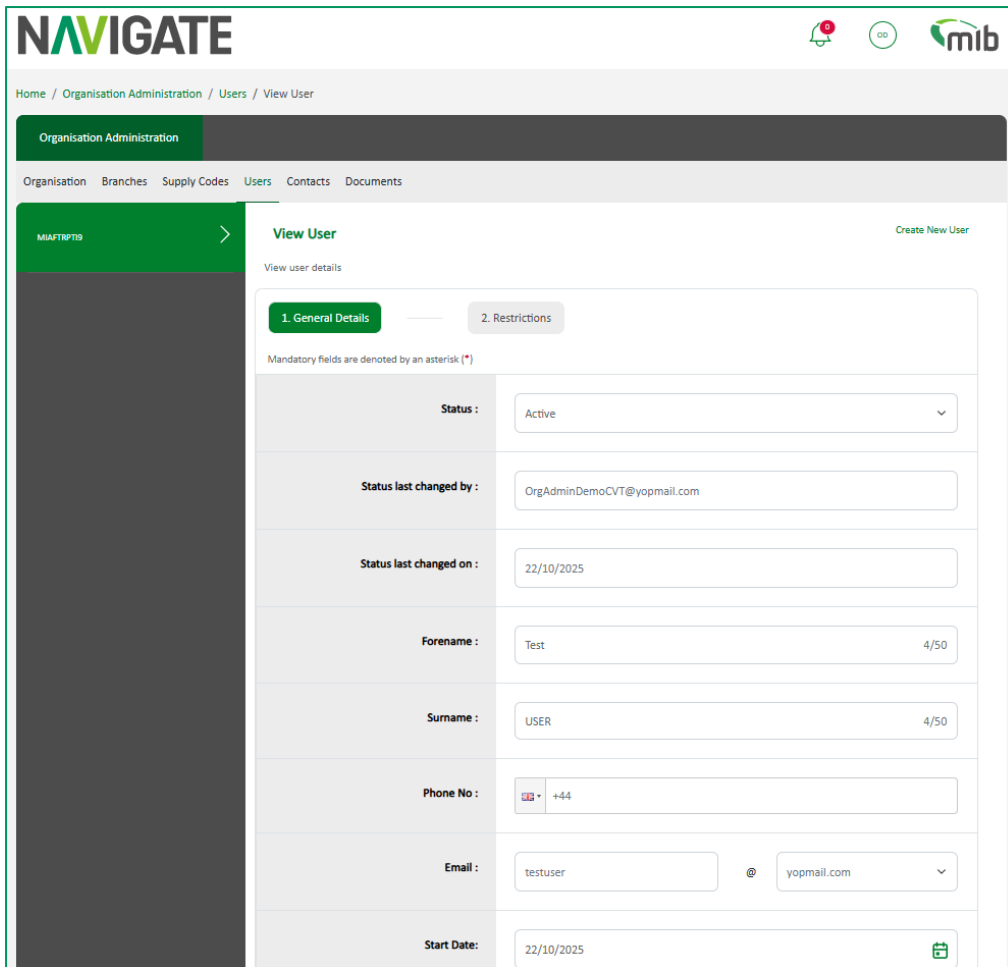 NAVIGATE
0
OD
mib
Home / Organisation Administration / Users / View User
Organisation Administration
Organisation Branches Supply Codes Users Contacts Documents
MIAFTRPTI9
View User
Create New User
View user details
1. General Details
2. Restrictions
Mandatory fields are denoted by an asterisk (*)
Status :
Active
Status last changed by :
OrgAdminDemoCVT@yopmail.com
Status last changed on :
22/10/2025
Forename :
Test 4/50
Surname :
USER 4/50
Phone No :
+44
Email :
testuser @ yopmail.com
Start Date:
22/10/2025